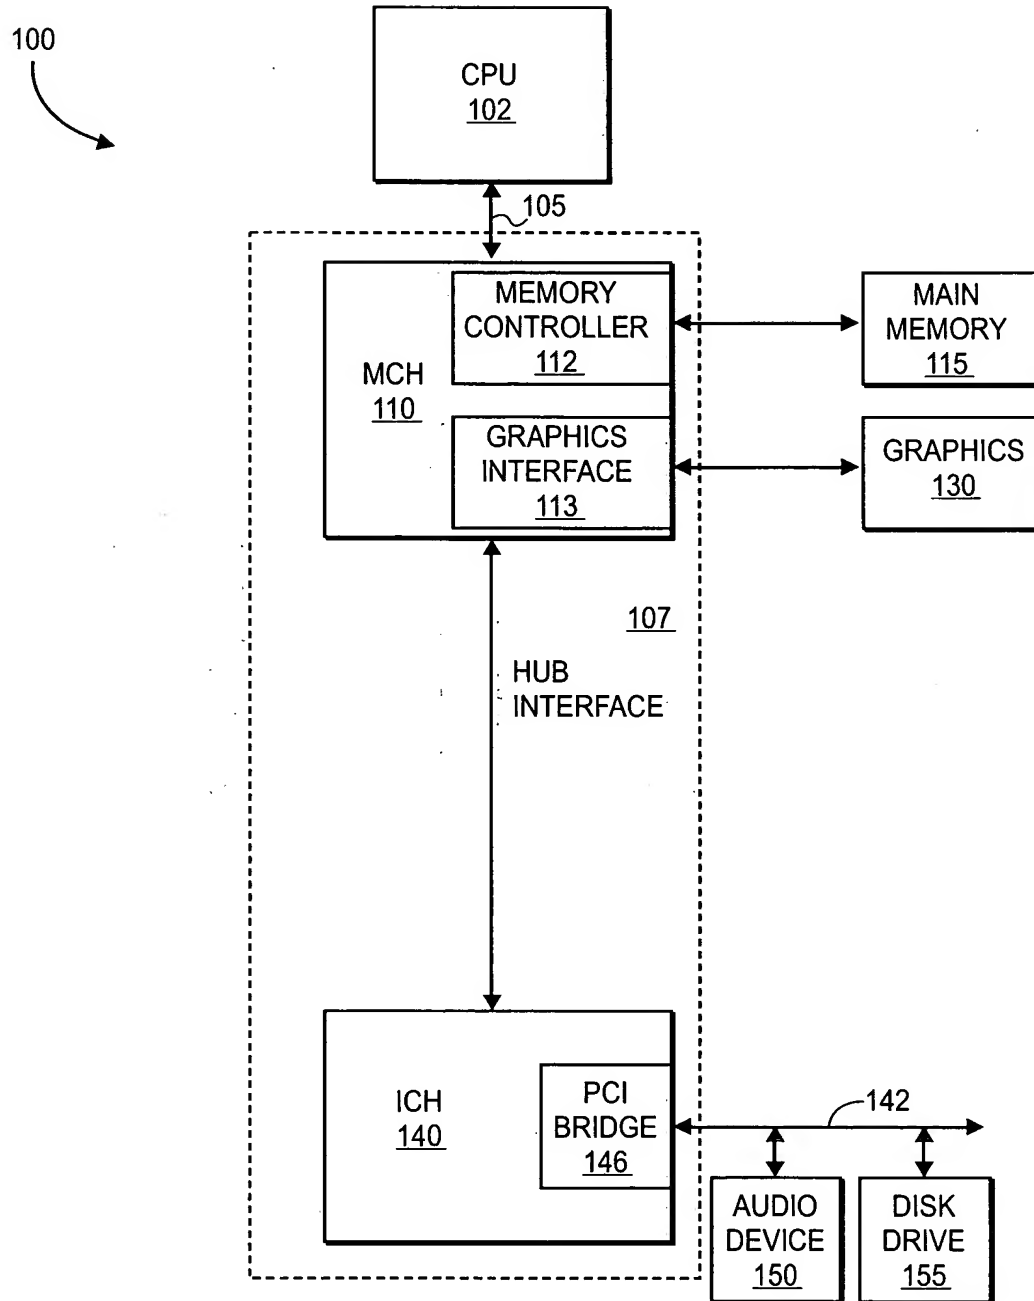 100
CPU
102
105
MEMORY
CONTROLLER
112
MCH
110
GRAPHICS
INTERFACE
113
MAIN
MEMORY
115
GRAPHICS
130
107
HUB
INTERFACE
ICH
140
PCI
BRIDGE
146
142
AUDIO
DEVICE
150
DISK
DRIVE
155